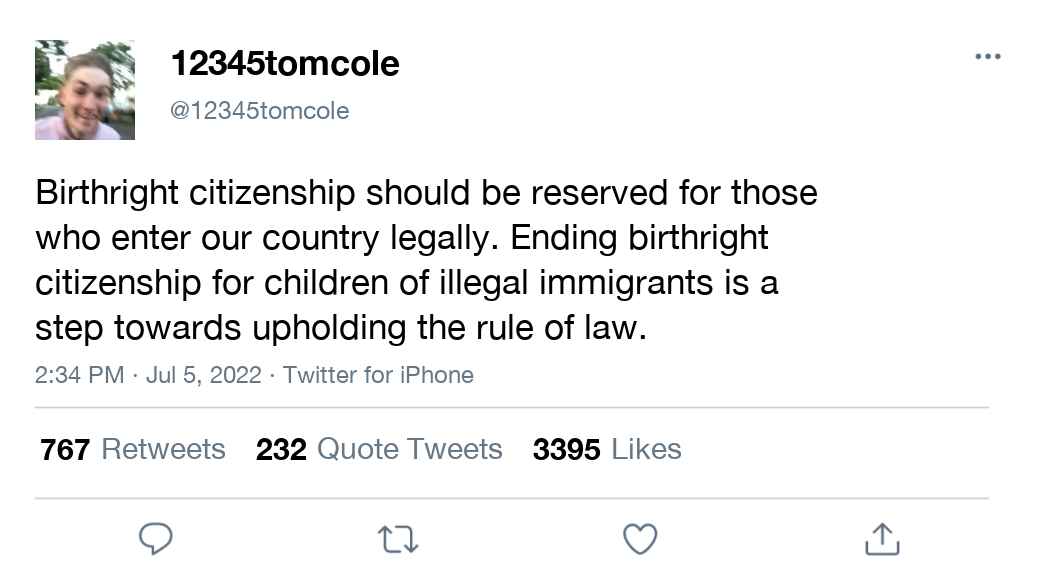 12345tomcole
@12345tomcole
Birthright citizenship should be reserved for those
who enter our country legally. Ending birthright
citizenship for children of illegal immigrants is a
step towards upholding the rule of law.
2:34 PM · Jul 5, 2022 · Twitter for iPhone
767 Retweets 232 Quote Tweets 3395 Likes